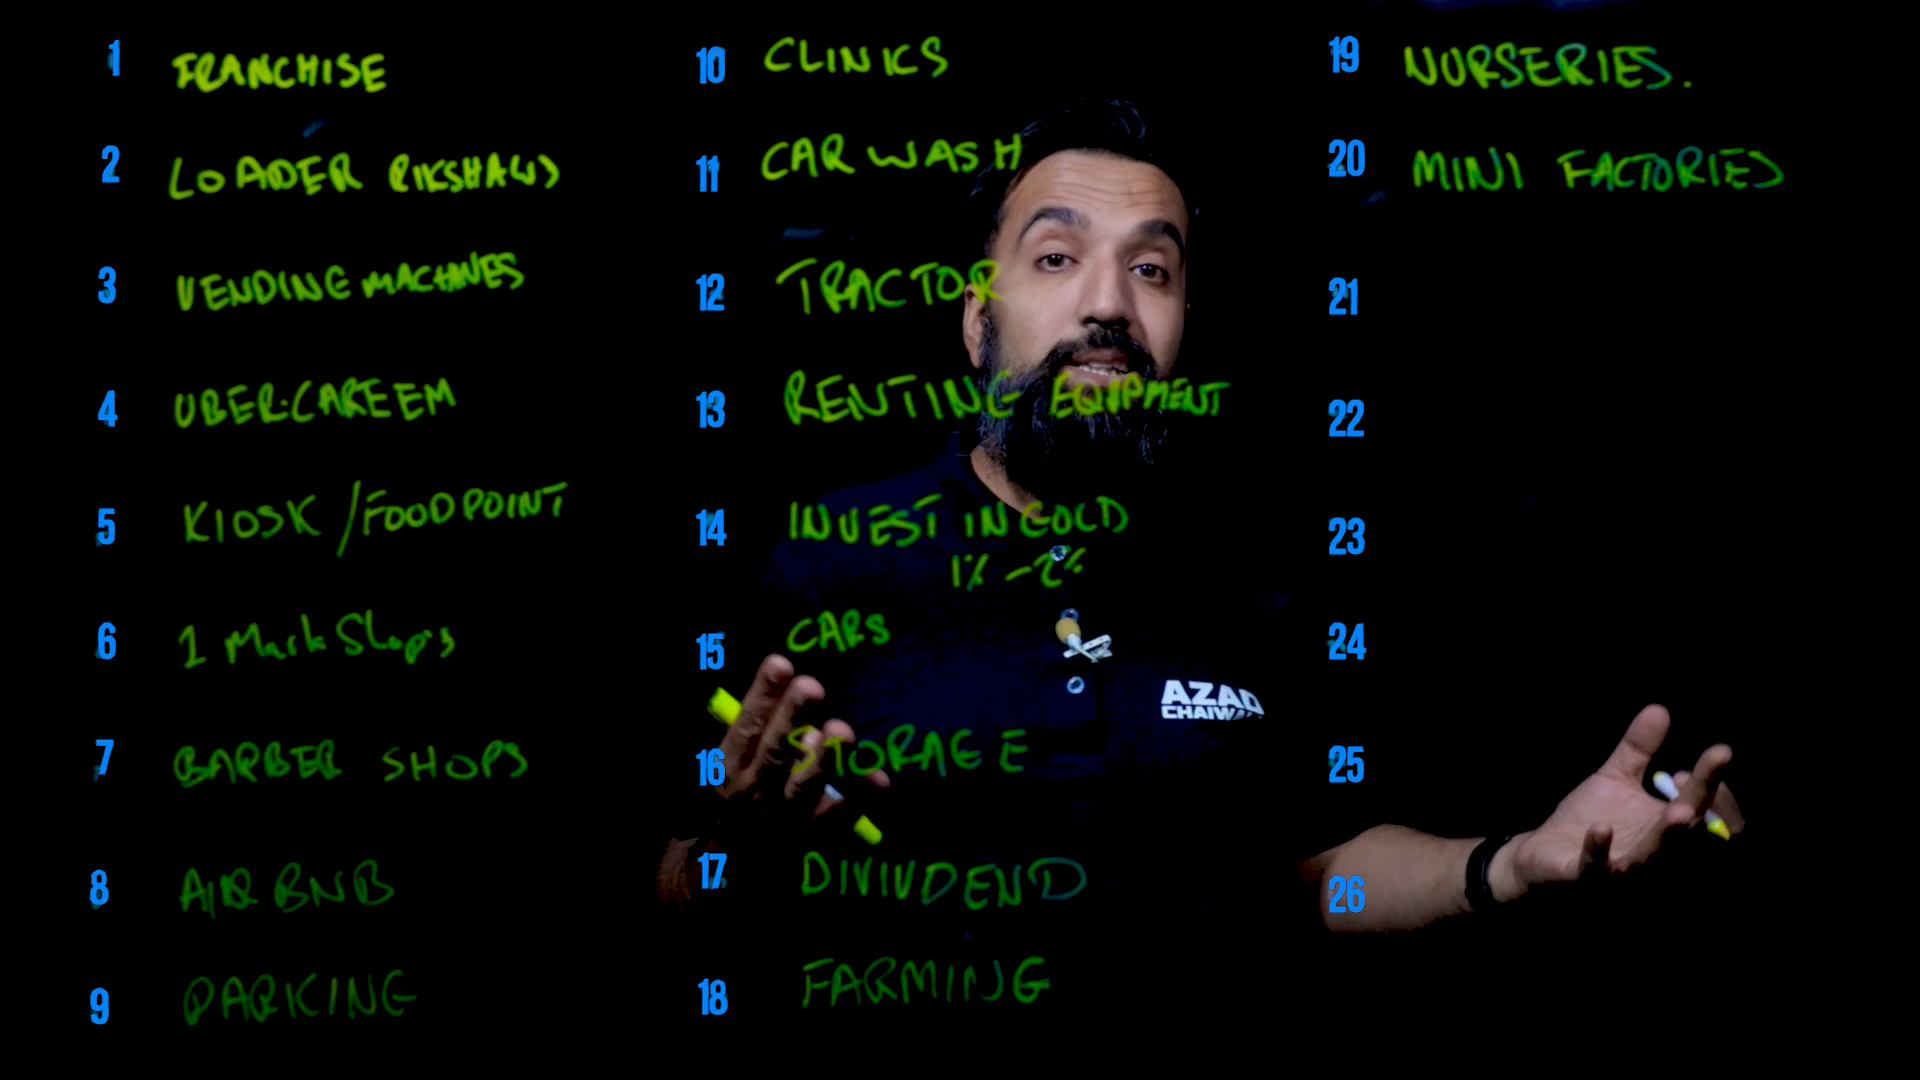 1 FRANCHISE
2 LOADER RIKSHAWS
3 VENDING MACHINES
4 UBER-CAREEM
5 KIOSK / FOOD POINT
6 1 Mark Shops
7 BARBER SHOPS
8 AIR BNB
9 PARKING
10 CLINICS
11 CAR WASH
12 TRACTOR
13 RENTING EQUIPMENT
14 INVEST IN GOLD
1% - 2%
15 CARS
16 STORAGE
17 DIVIVDEND
18 FARMING
19 NURSERIES.
20 MINI FACTORIES
21
22
23
24
25
26
AZAD
CHAIWALA